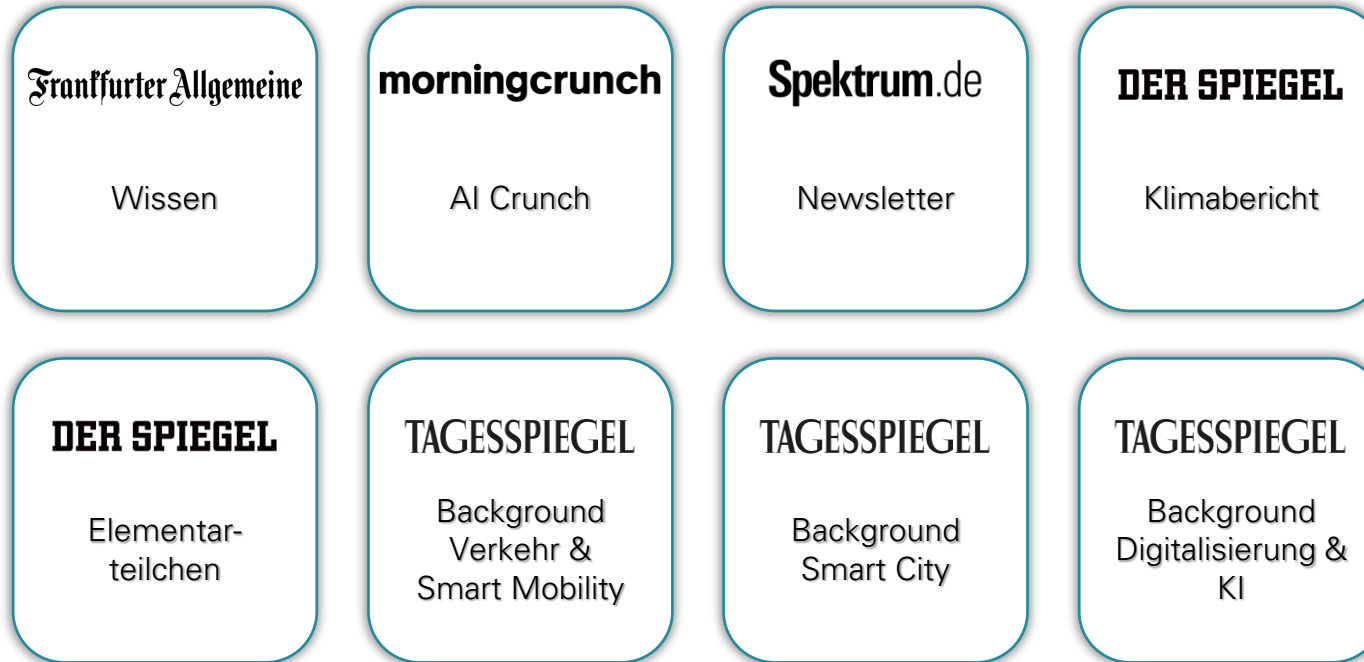 Frankfurter Allgemeine
Wissen
morningcrunch
AI Crunch
Spektrum.de
Newsletter
DER SPIEGEL
Klimabericht
DER SPIEGEL
Elementar-
teilchen
TAGESSPIEGEL
Background
Verkehr &
Smart Mobility
TAGESSPIEGEL
Background
Smart City
TAGESSPIEGEL
Background
Digitalisierung &
KI